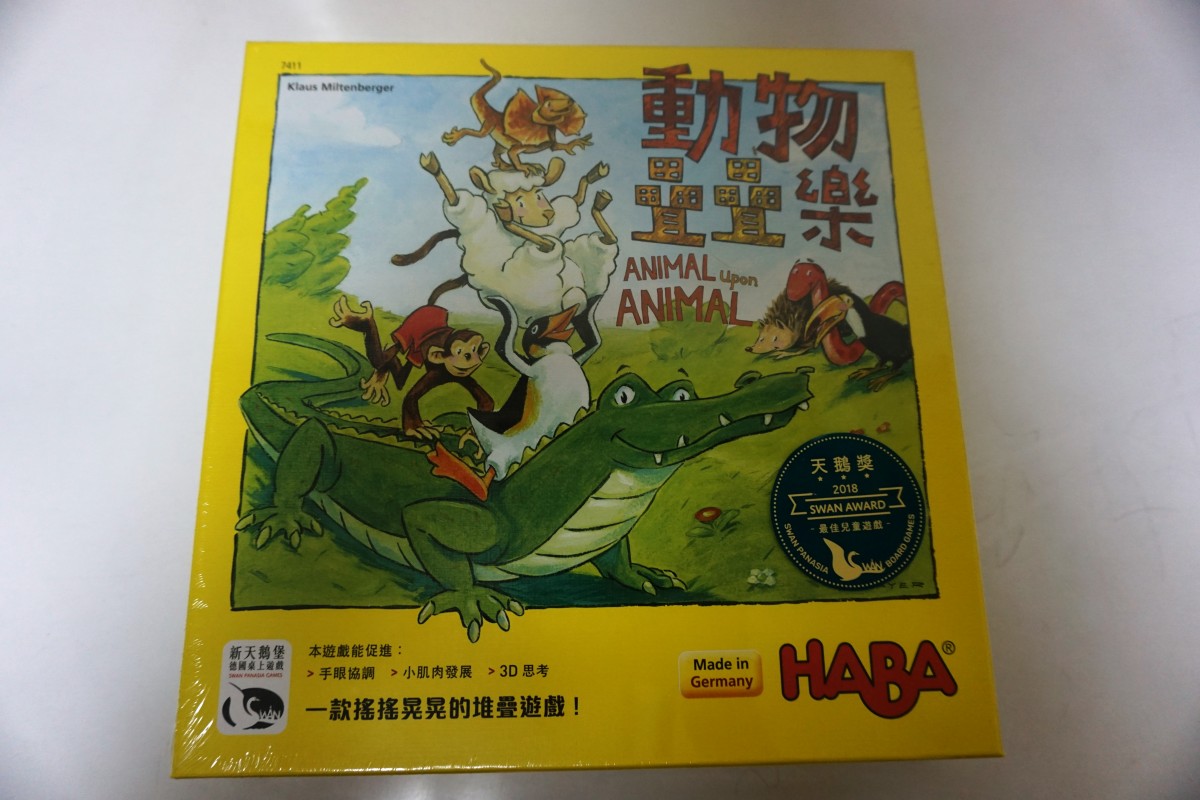 7411
Klaus Miltenberger
動物
疊疊樂
ANIMAL upon
ANIMAL
天鵝獎
2018
SWAN AWARD
- 最佳兒童遊戲 -
SWAN PANASIA
SWAN
BOARD GAMES
新天鵝堡
德國桌上遊戲
SWAN PANASIA GAMES
SWAN
本遊戲能促進：
> 手眼協調 > 小肌肉發展 > 3D 思考
一款搖搖晃晃的堆疊遊戲！
Made in
Germany
HABA®